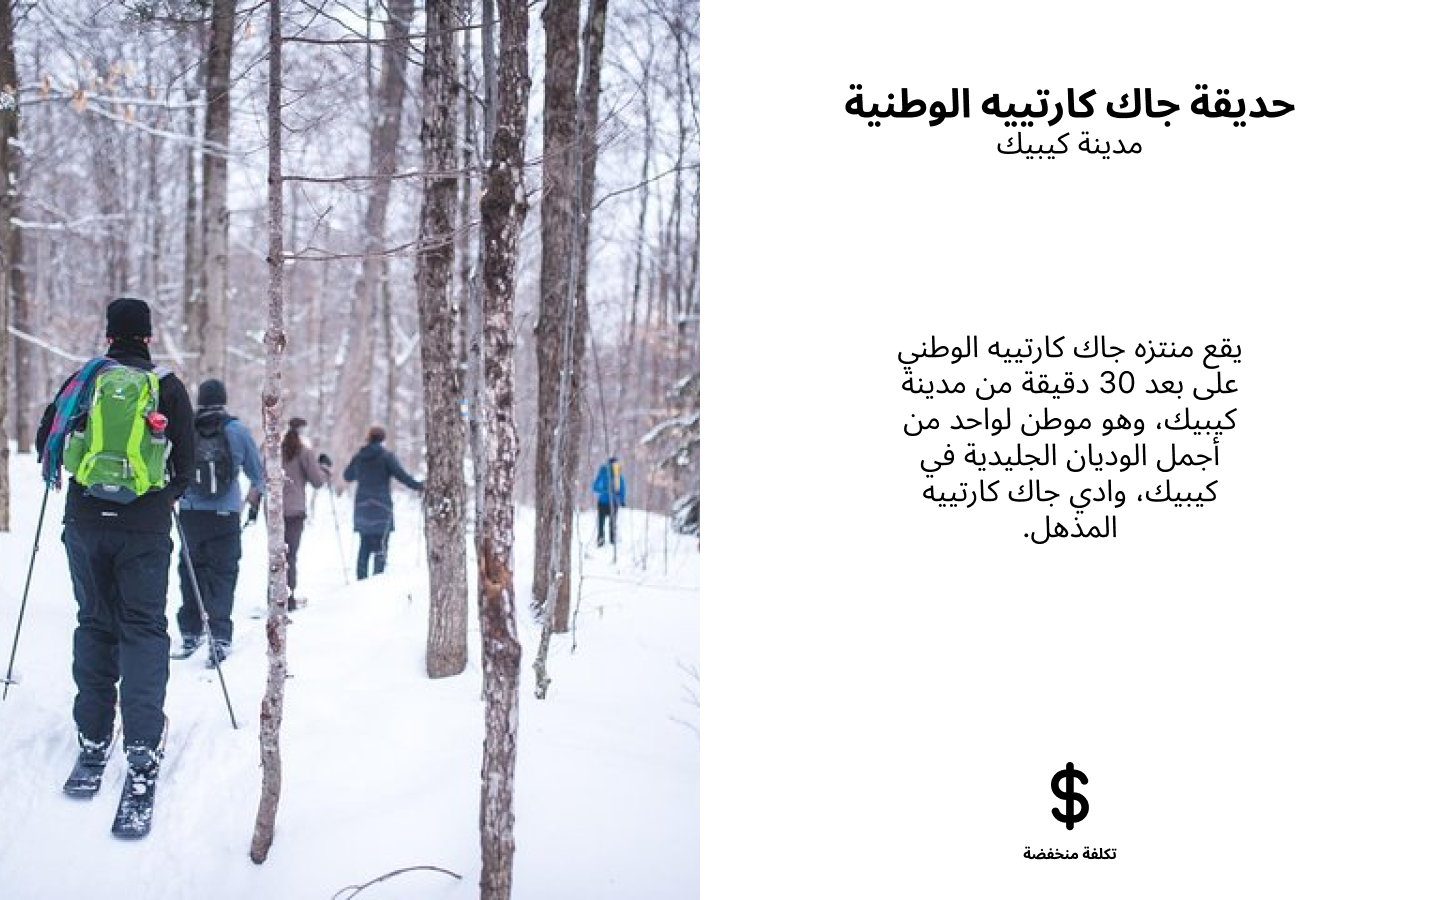 حديقة جاك كارتييه الوطنية
مدينة كيبيك
يقع منتزه جاك كارتييه الوطني
على بعد 30 دقيقة من مدينة
كيبيك، وهو موطن لواحد من
أجمل الوديان الجليدية في
كيبيك، وادي جاك كارتييه
المذهل.
$
تكلفة منخفضة